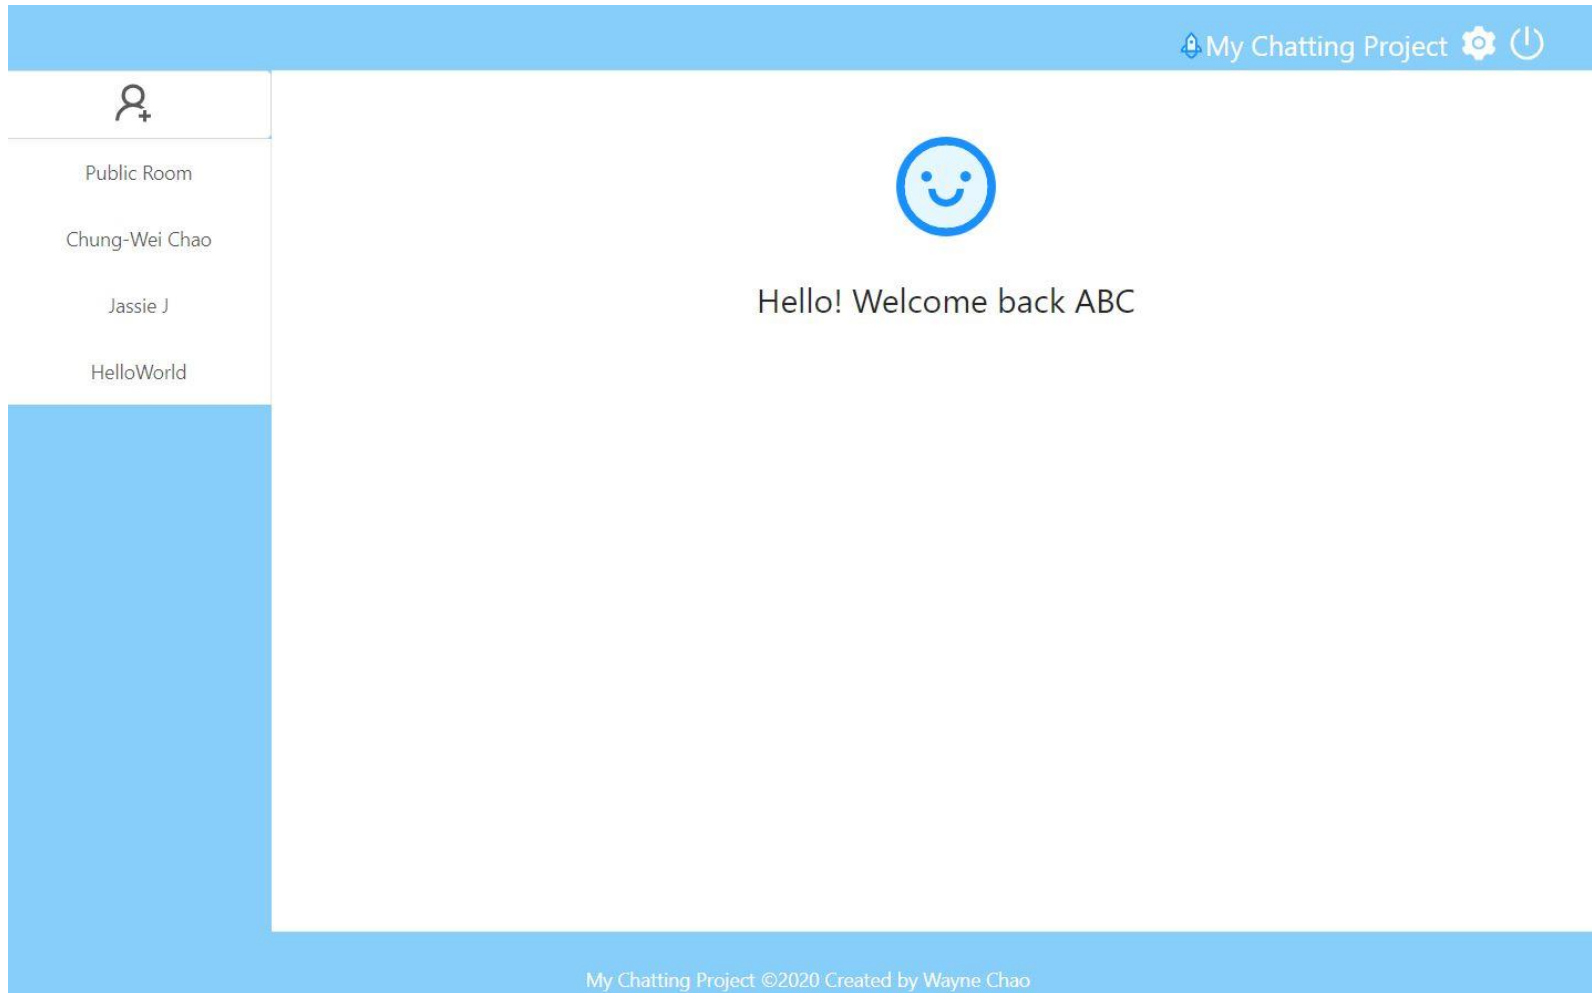 My Chatting Project
Public Room
Chung-Wei Chao
Jassie J
HelloWorld
Hello! Welcome back ABC
My Chatting Project ©2020 Created by Wayne Chao